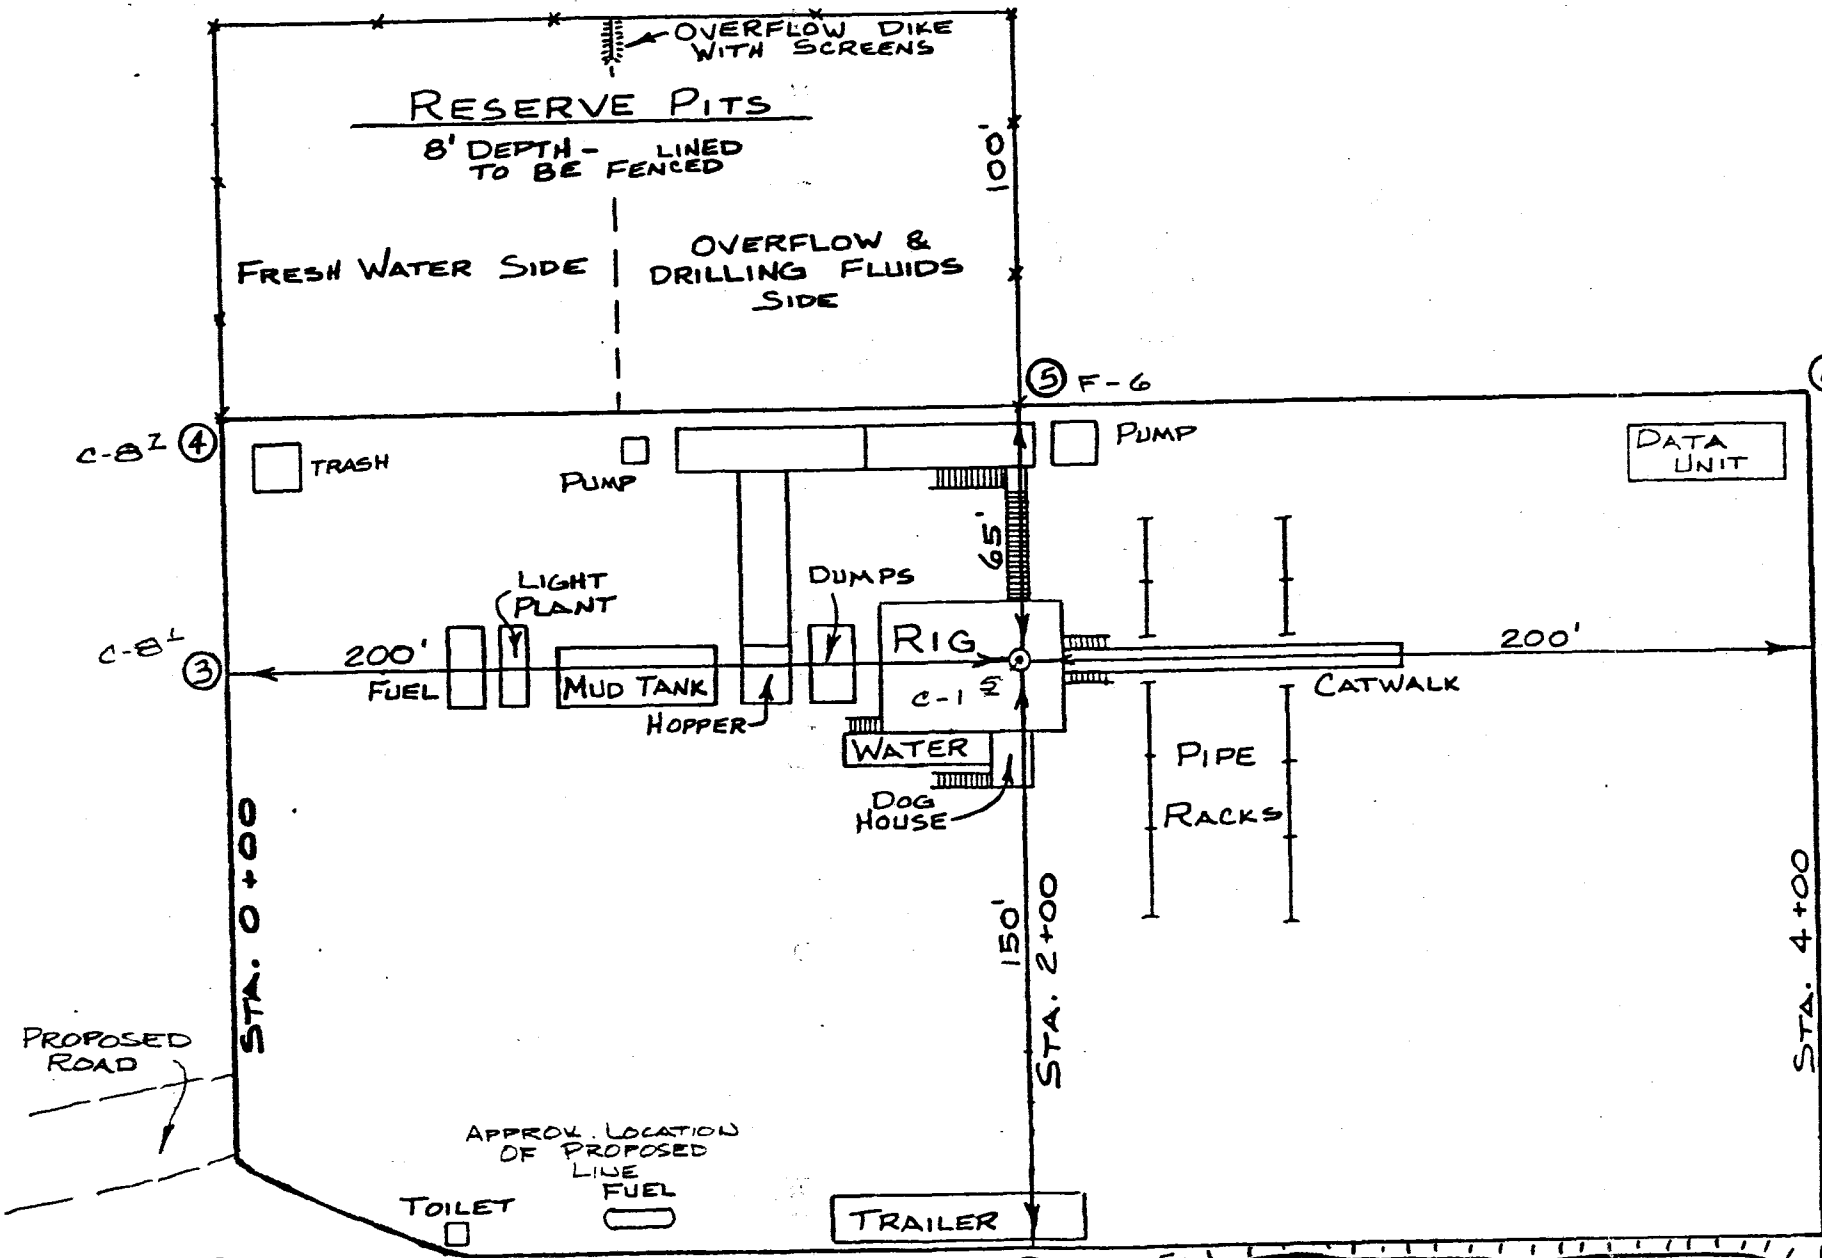 OVERFLOW DIKE
WITH SCREENS
RESERVE PITS
8' DEPTH - LINED
TO BE FENCED
100'
FRESH WATER SIDE
OVERFLOW &
DRILLING FLUIDS
SIDE
5 F-6
4
TRASH
PUMP
PUMP
DATA
UNIT
65'
LIGHT
PLANT
DUMPS
3
200'
FUEL
MUD TANK
HOPPER
RIG
C-1
200'
CATWALK
WATER
DOG
HOUSE
PIPE
RACKS
STA. 0+00
150'
STA. 2+00
STA. 4+00
PROPOSED
ROAD
APPROX. LOCATION
OF PROPOSED
LINE
FUEL
TOILET
TRAILER